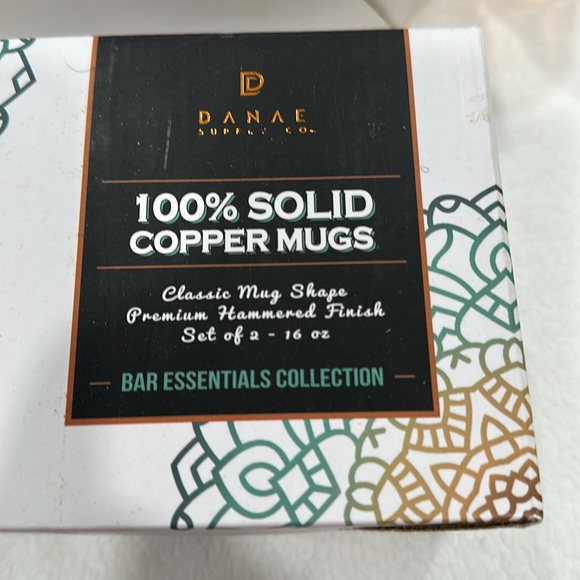 DANAE
SUPPLY CO.
100% SOLID
COPPER MUGS
Classic Mug Shape
Premium Hammered Finish
Set of 2 - 16 oz
BAR ESSENTIALS COLLECTION